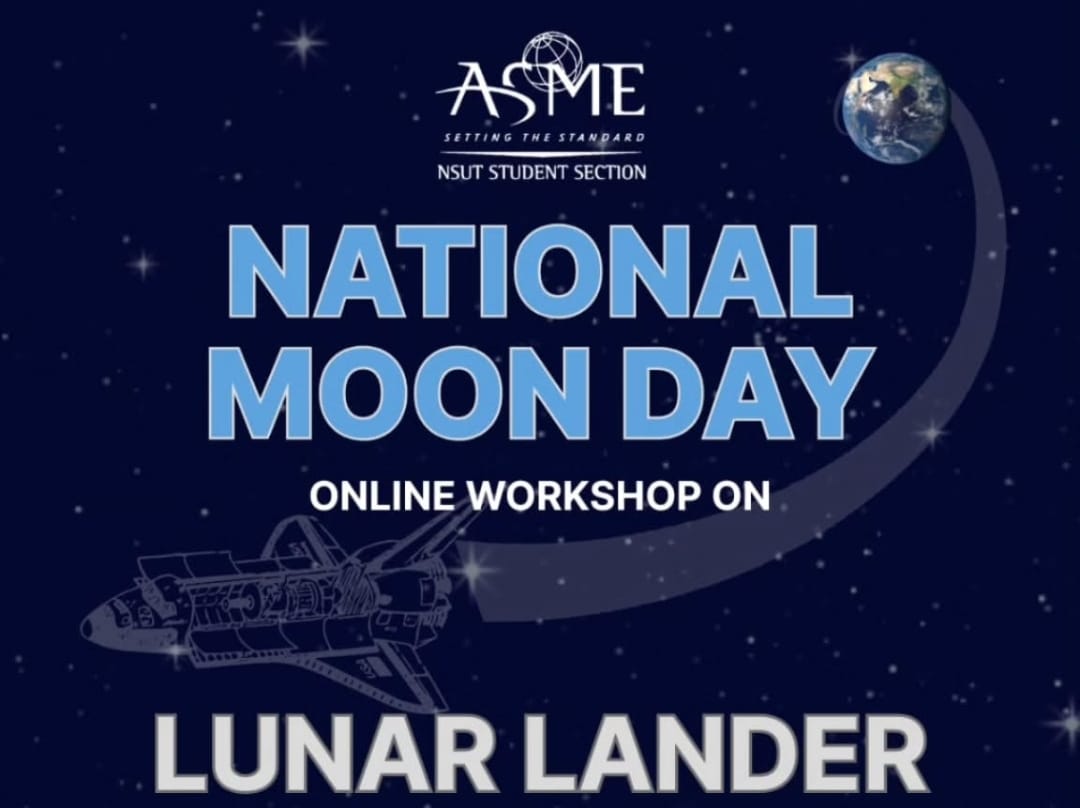 ASME
SETTING THE STANDARD
NSUT STUDENT SECTION
NATIONAL
MOON DAY
ONLINE WORKSHOP ON
LUNAR LANDER